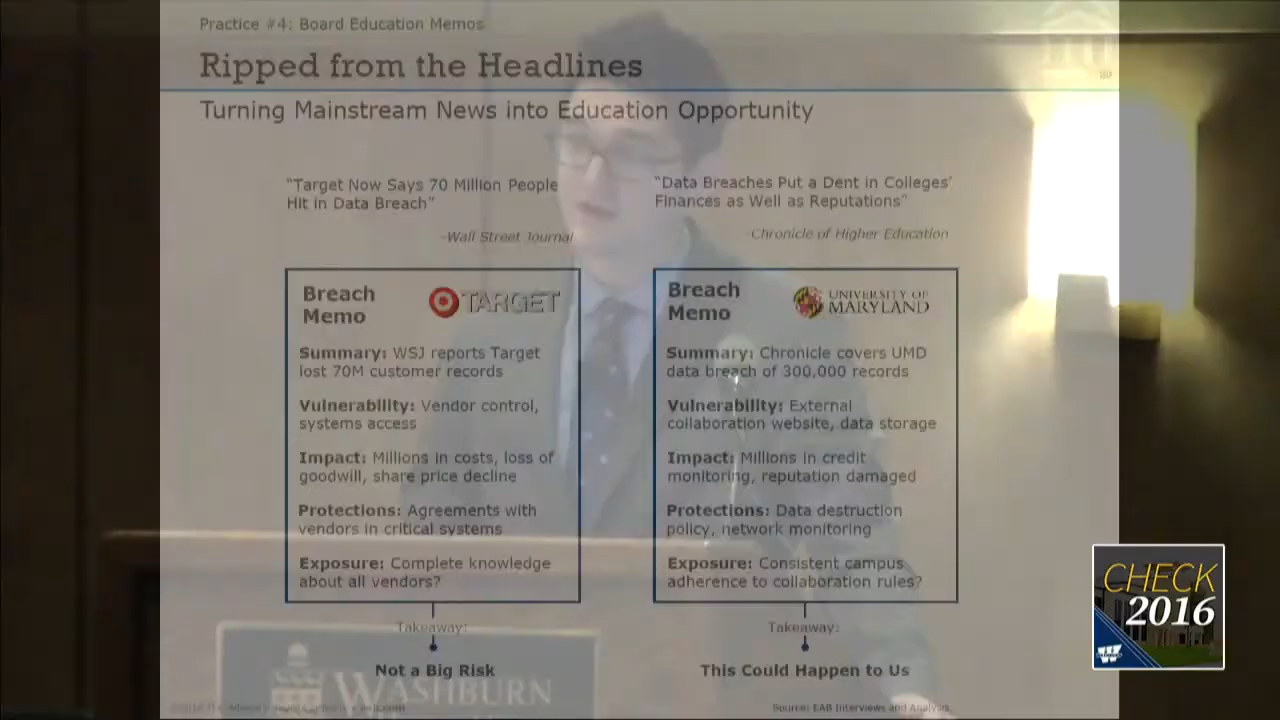 Practice #4: Board Education Memos
Ripped from the Headlines
Turning Mainstream News into Education Opportunity
"Target Now Says 70 Million People
Hit in Data Breach"
-Wall Street Journal
Breach
Memo
TARGET
Summary: WSJ reports Target
lost 70M customer records
Vulnerability: Vendor control,
systems access
Impact: Millions in costs, loss of
goodwill, share price decline
Protections: Agreements with
vendors in critical systems
Exposure: Complete knowledge
about all vendors?
Takeaway:
Not a Big Risk
"Data Breaches Put a Dent in Colleges'
Finances as Well as Reputations"
-Chronicle of Higher Education
Breach
Memo
UNIVERSITY OF
MARYLAND
Summary: Chronicle covers UMD
data breach of 300,000 records
Vulnerability: External
collaboration website, data storage
Impact: Millions in credit
monitoring, reputation damaged
Protections: Data destruction
policy, network monitoring
Exposure: Consistent campus
adherence to collaboration rules?
Takeaway:
This Could Happen to Us
Source: EAB Interviews and Analysis.
WASHBURN
CHECK
2016